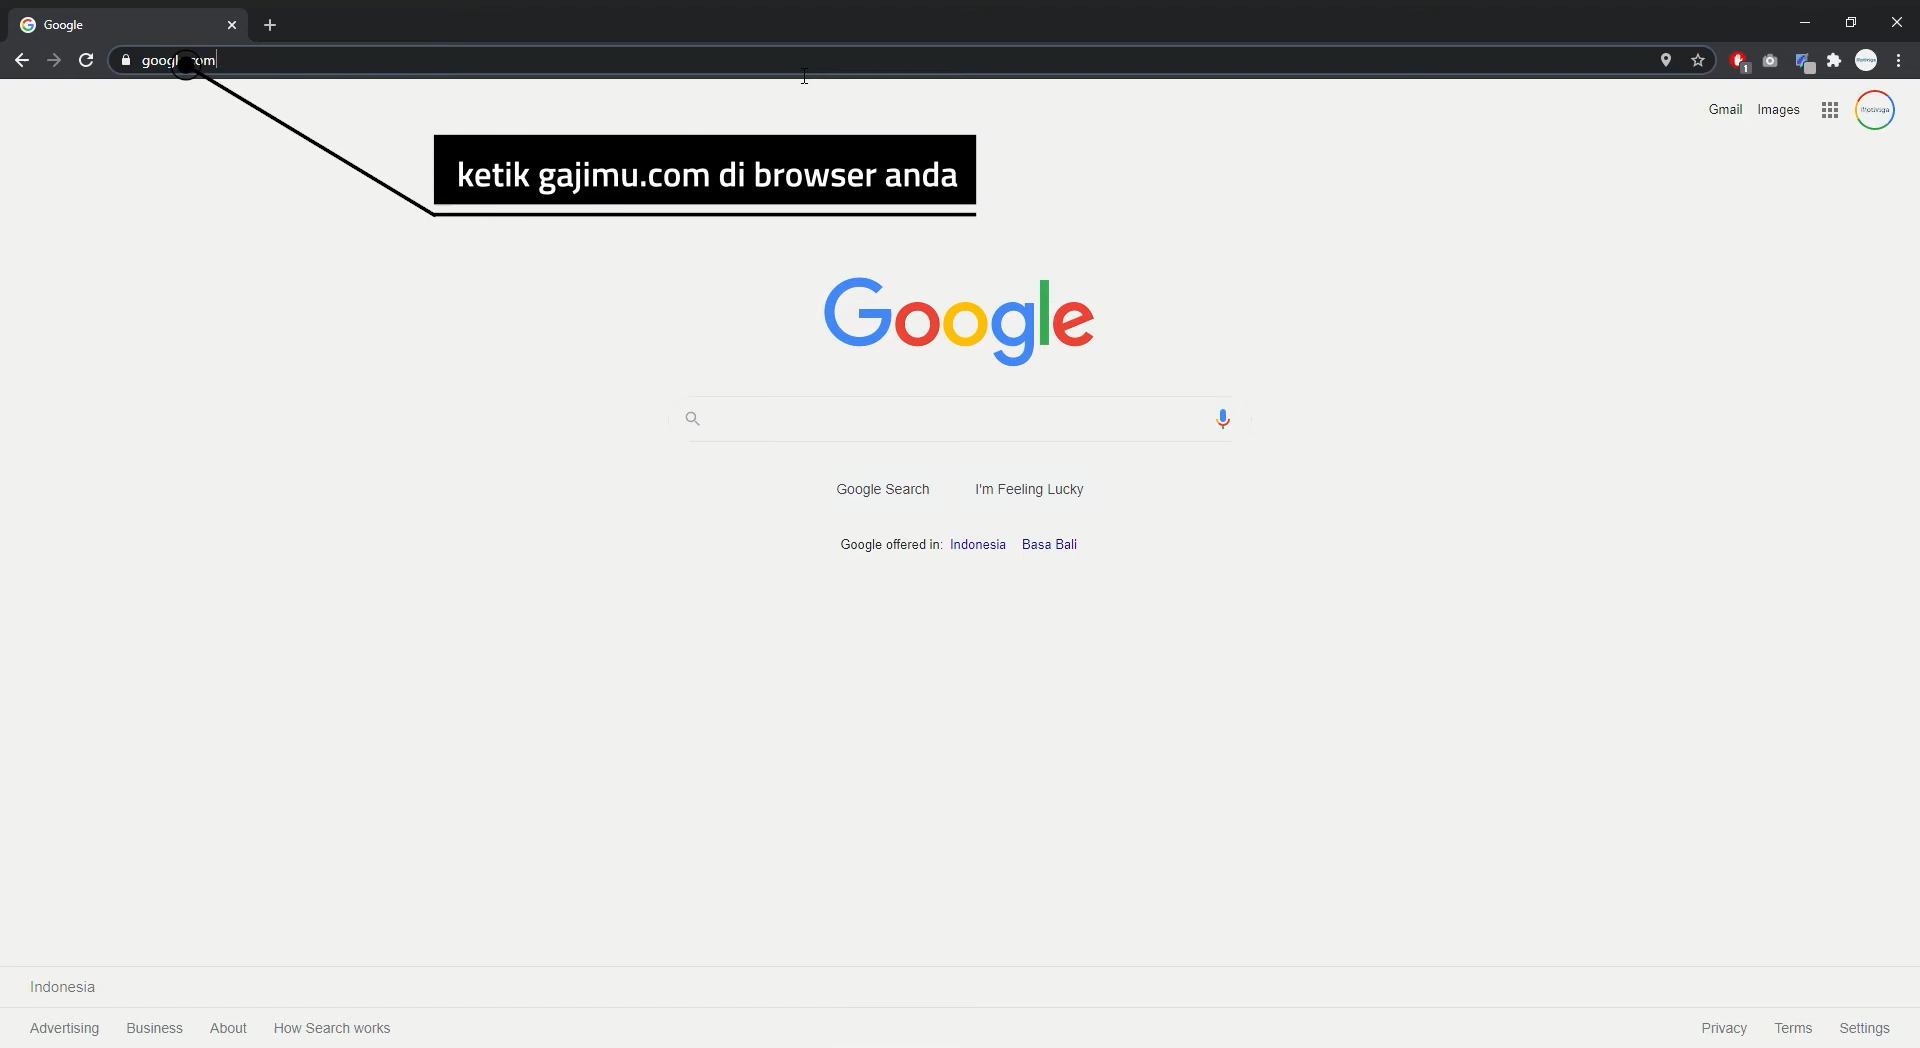 Google
ketik gajimu.com di browser anda
Gmail Images
Google
Google Search I'm Feeling Lucky
Google offered in: Indonesia Basa Bali
Indonesia
Advertising Business About How Search works
Privacy Terms Settings